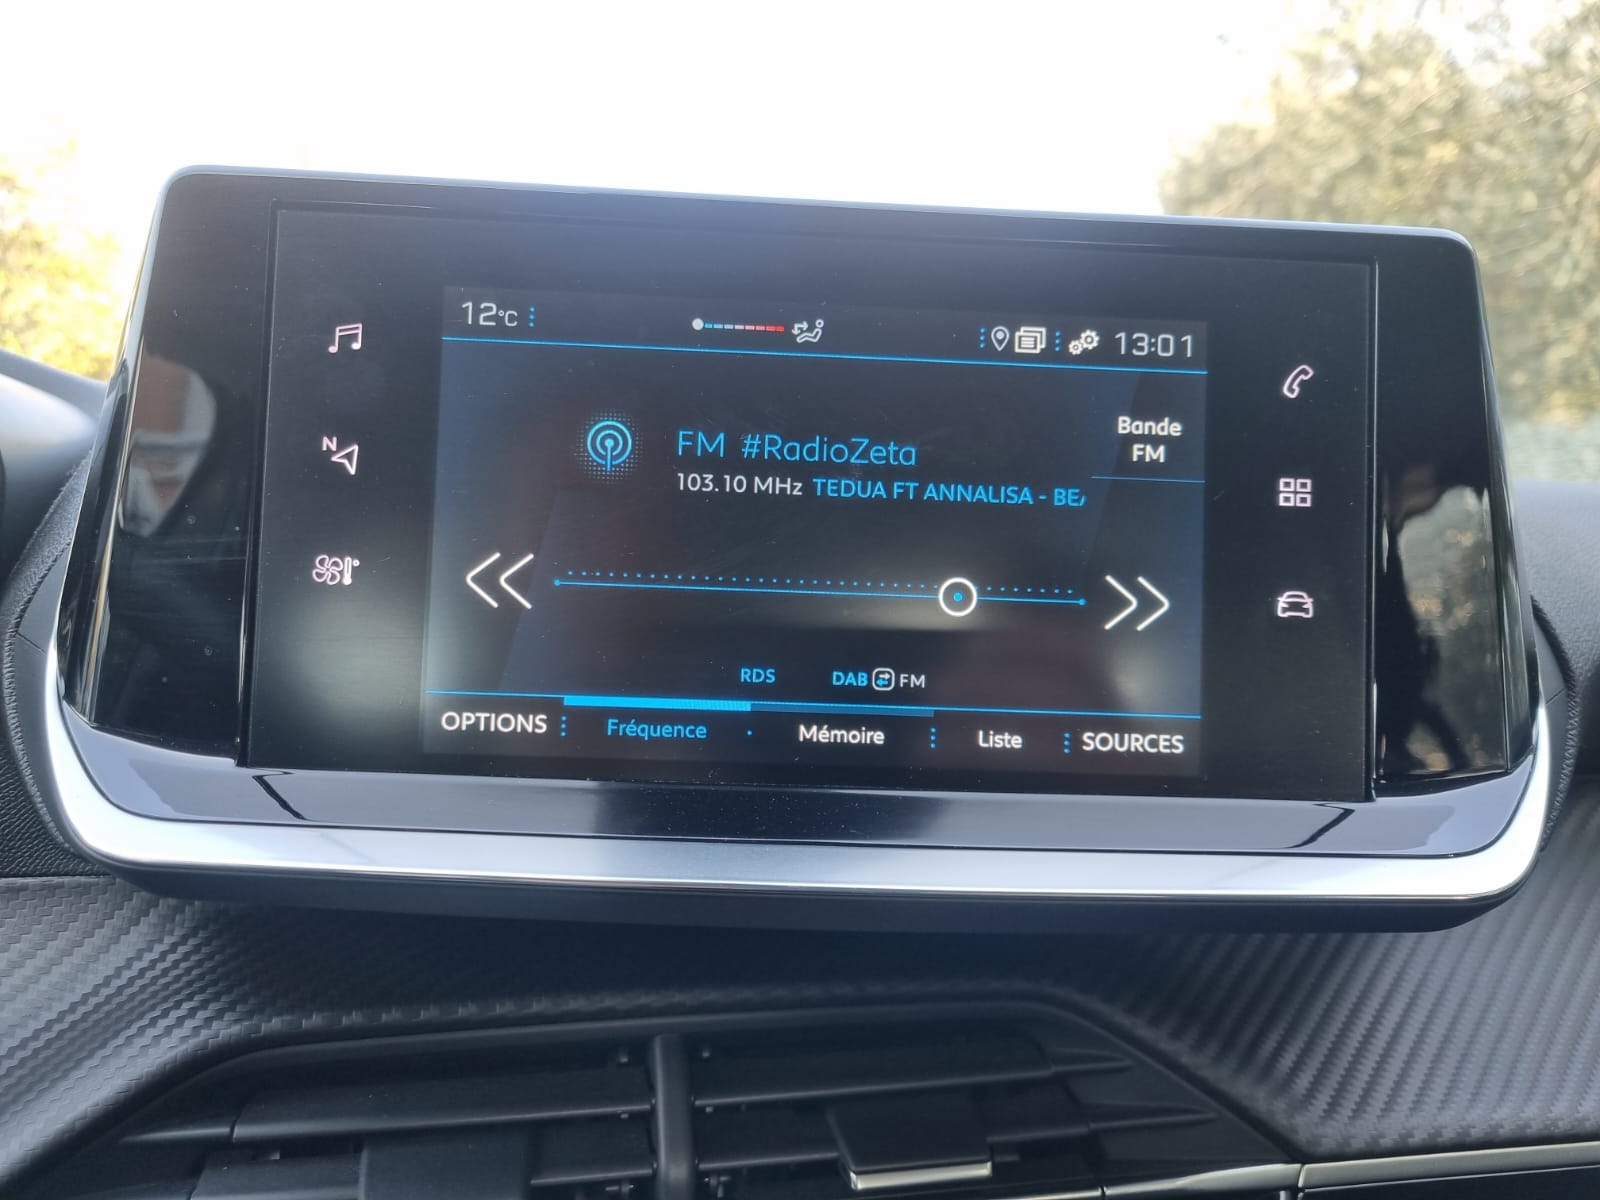 12°C 13:01
FM #RadioZeta
103.10 MHz TEDUA FT ANNALISA - BE
Bande
FM
N
RDS DAB FM
OPTIONS Fréquence Mémoire Liste SOURCES